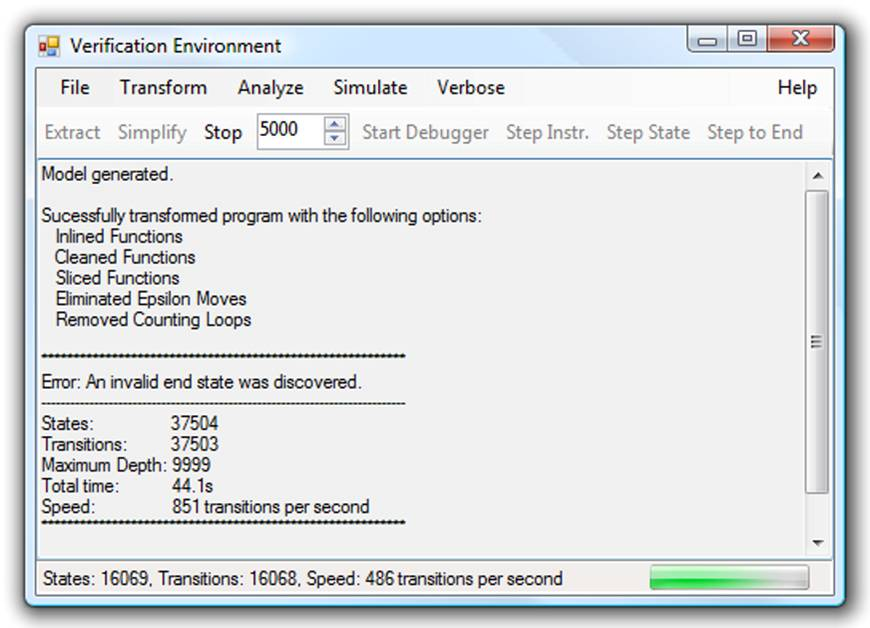 Verification Environment
File Transform Analyze Simulate Verbose Help
Extract Simplify Stop 5000 Start Debugger Step Instr. Step State Step to End
Model generated.
Sucessfully transformed program with the following options:
Inlined Functions
Cleaned Functions
Sliced Functions
Eliminated Epsilon Moves
Removed Counting Loops
Error: An invalid end state was discovered.
States: 37504
Transitions: 37503
Maximum Depth: 9999
Total time: 44.1s
Speed: 851 transitions per second
States: 16069, Transitions: 16068, Speed: 486 transitions per second